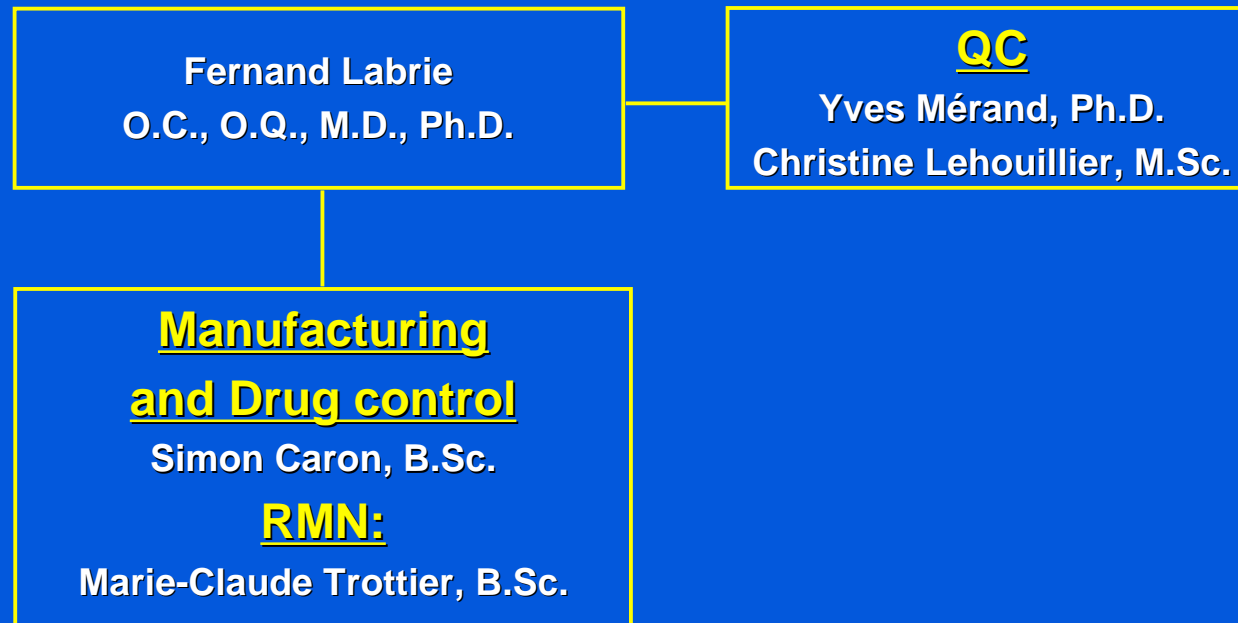 Fernand Labrie
O.C., O.Q., M.D., Ph.D.
QC
Yves Mérand, Ph.D.
Christine Lehouillier, M.Sc.
Manufacturing
and Drug control
Simon Caron, B.Sc.
RMN:
Marie-Claude Trottier, B.Sc.